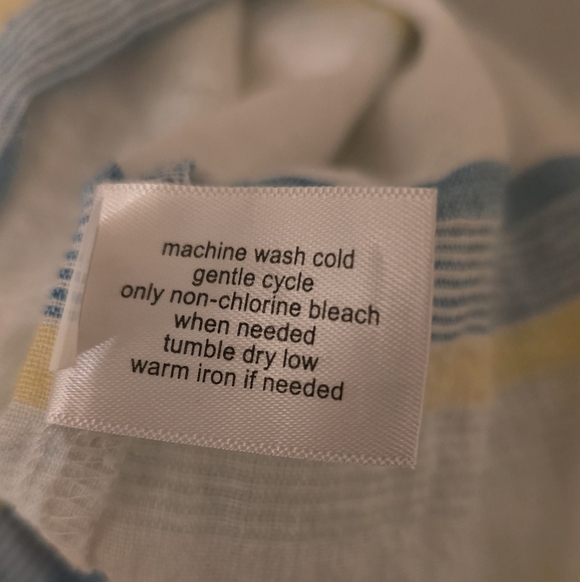 machine wash cold
gentle cycle
only non-chlorine bleach
when needed
tumble dry low
warm iron if needed